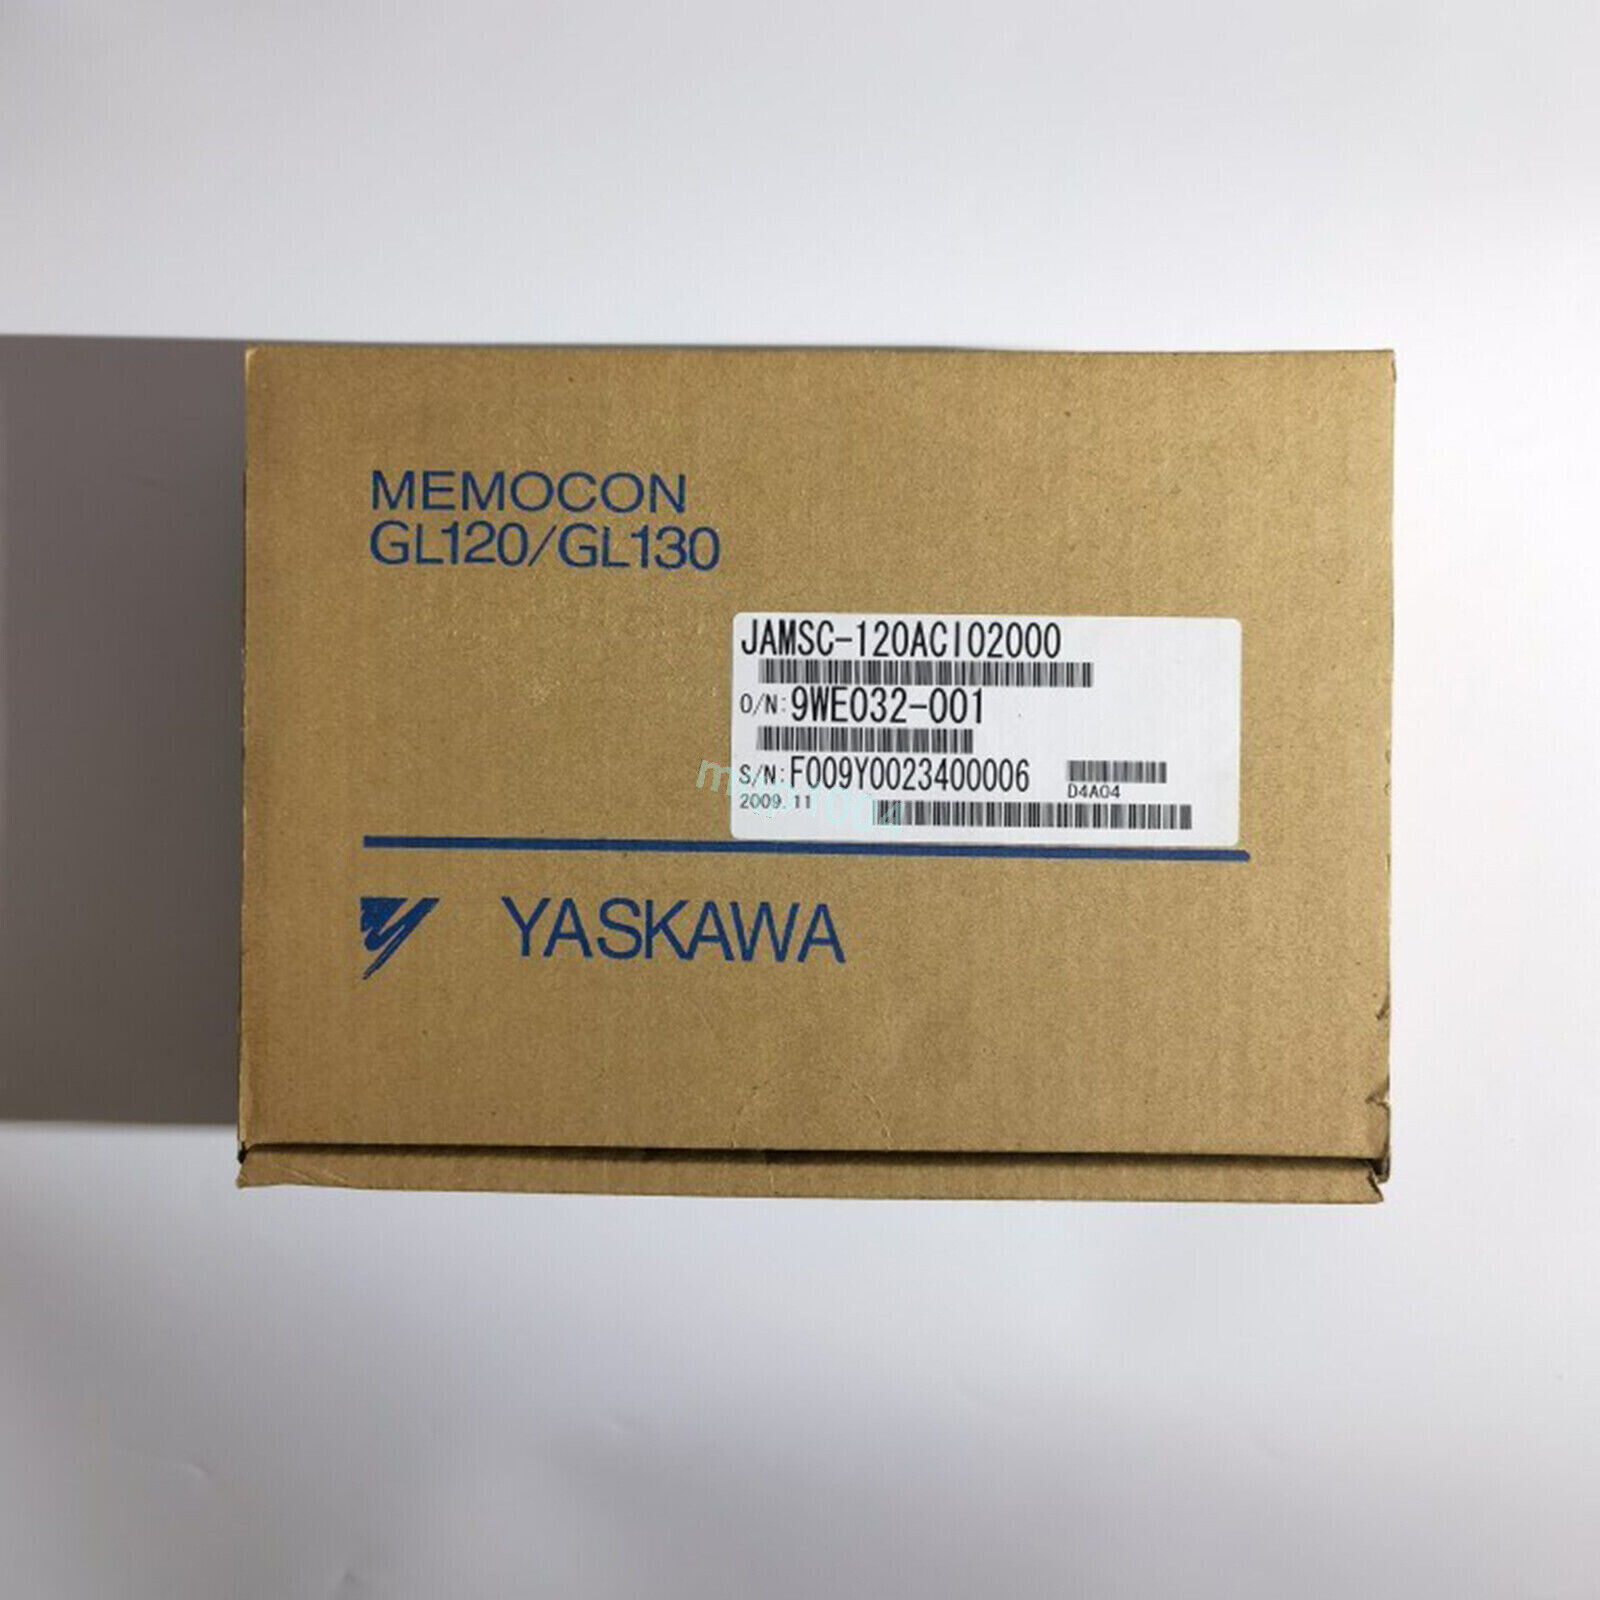 MEMOCON
GL120/GL130
JAMSC-120ACI02000
O/N: 9WE032-001
S/N: F009Y0023400006
D4A04
2009.11
YASKAWA